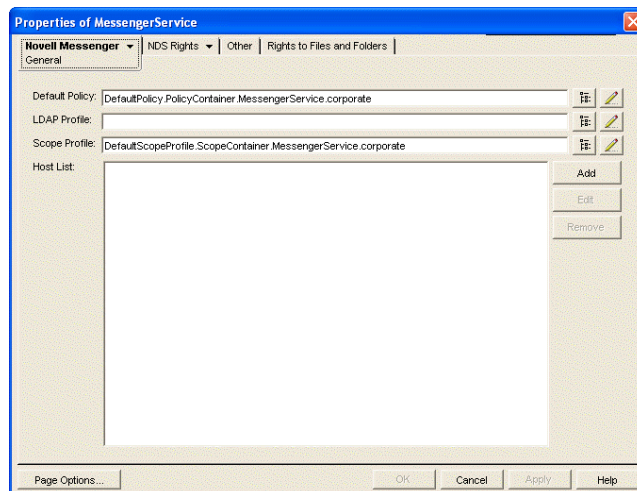 Properties of MessengerService
Novell Messenger NDS Rights Other Rights to Files and Folders
General
Default Policy: DefaultPolicy.PolicyContainer.MessengerService.corporate
LDAP Profile:
Scope Profile: DefaultScopeProfile.ScopeContainer.MessengerService.corporate
Host List:
Add
Edit
Remove
Page Options... OK Cancel Apply Help